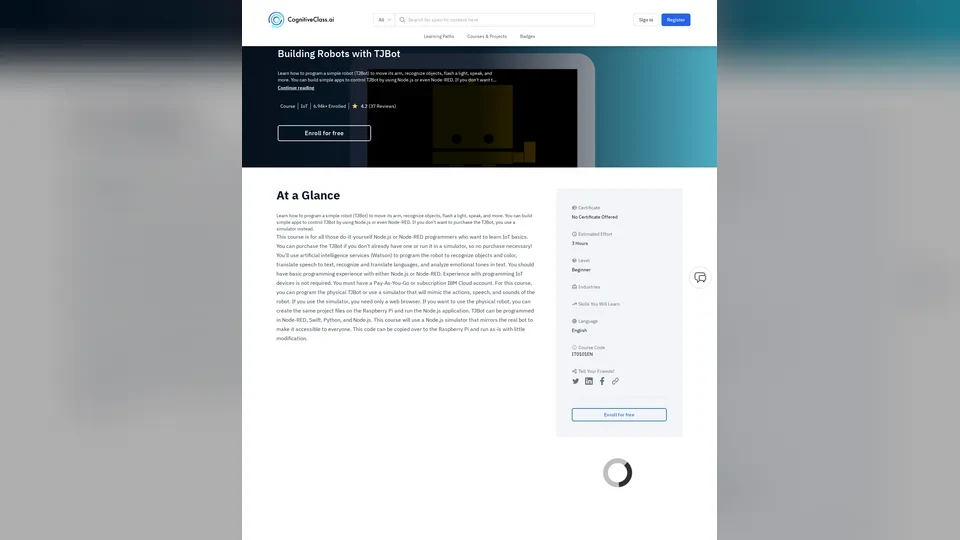 CognitiveClass.ai
All
Search for specific content here
Sign in
Register
Learning Paths
Courses & Projects
Badges
Building Robots with TJBot
Learn how to program a simple robot (TJBot) to move its arm, recognize objects, flash a light, speak, and
more. You can build simple apps to control TJBot by using Node.js or even Node-RED. If you don't want t...
Continue reading
Course | IoT | 6.94k+ Enrolled | 4.2 (37 Reviews)
Enroll for free
At a Glance
Learn how to program a simple robot (TJBot) to move its arm, recognize objects, flash a light, speak, and more. You can build
simple apps to control TJBot by using Node.js or even Node-RED. If you don't want to purchase the TJBot, you use a
simulator instead.
This course is for all those do-it-yourself Node.js or Node-RED programmers who want to learn IoT basics.
You can purchase the TJBot if you don't already have one or run it in a simulator, so no purchase necessary!
You'll use artificial intelligence services (Watson) to program the robot to recognize objects and color,
translate speech to text, recognize and translate languages, and analyze emotional tones in text. You should
have basic programming experience with either Node.js or Node-RED. Experience with programming IoT
devices is not required. You must have a Pay-As-You-Go or subscription IBM Cloud account. For this course,
you can program the physical TJBot or use a simulator that will mimic the actions, speech, and sounds of the
robot. If you use the simulator, you need only a web browser. If you want to use the physical robot, you can
create the same project files on the Raspberry Pi and run the Node.js application. TJBot can be programmed
in Node-RED, Swift, Python, and Node.js. This course will use a Node.js simulator that mirrors the real bot to
make it accessible to everyone. This code can be copied over to the Raspberry Pi and run as-is with little
modification.
Certificate
No Certificate Offered
Estimated Effort
3 Hours
Level
Beginner
Industries
Skills You Will Learn
Language
English
Course Code
IT0101EN
Tell Your Friends!
Enroll for free